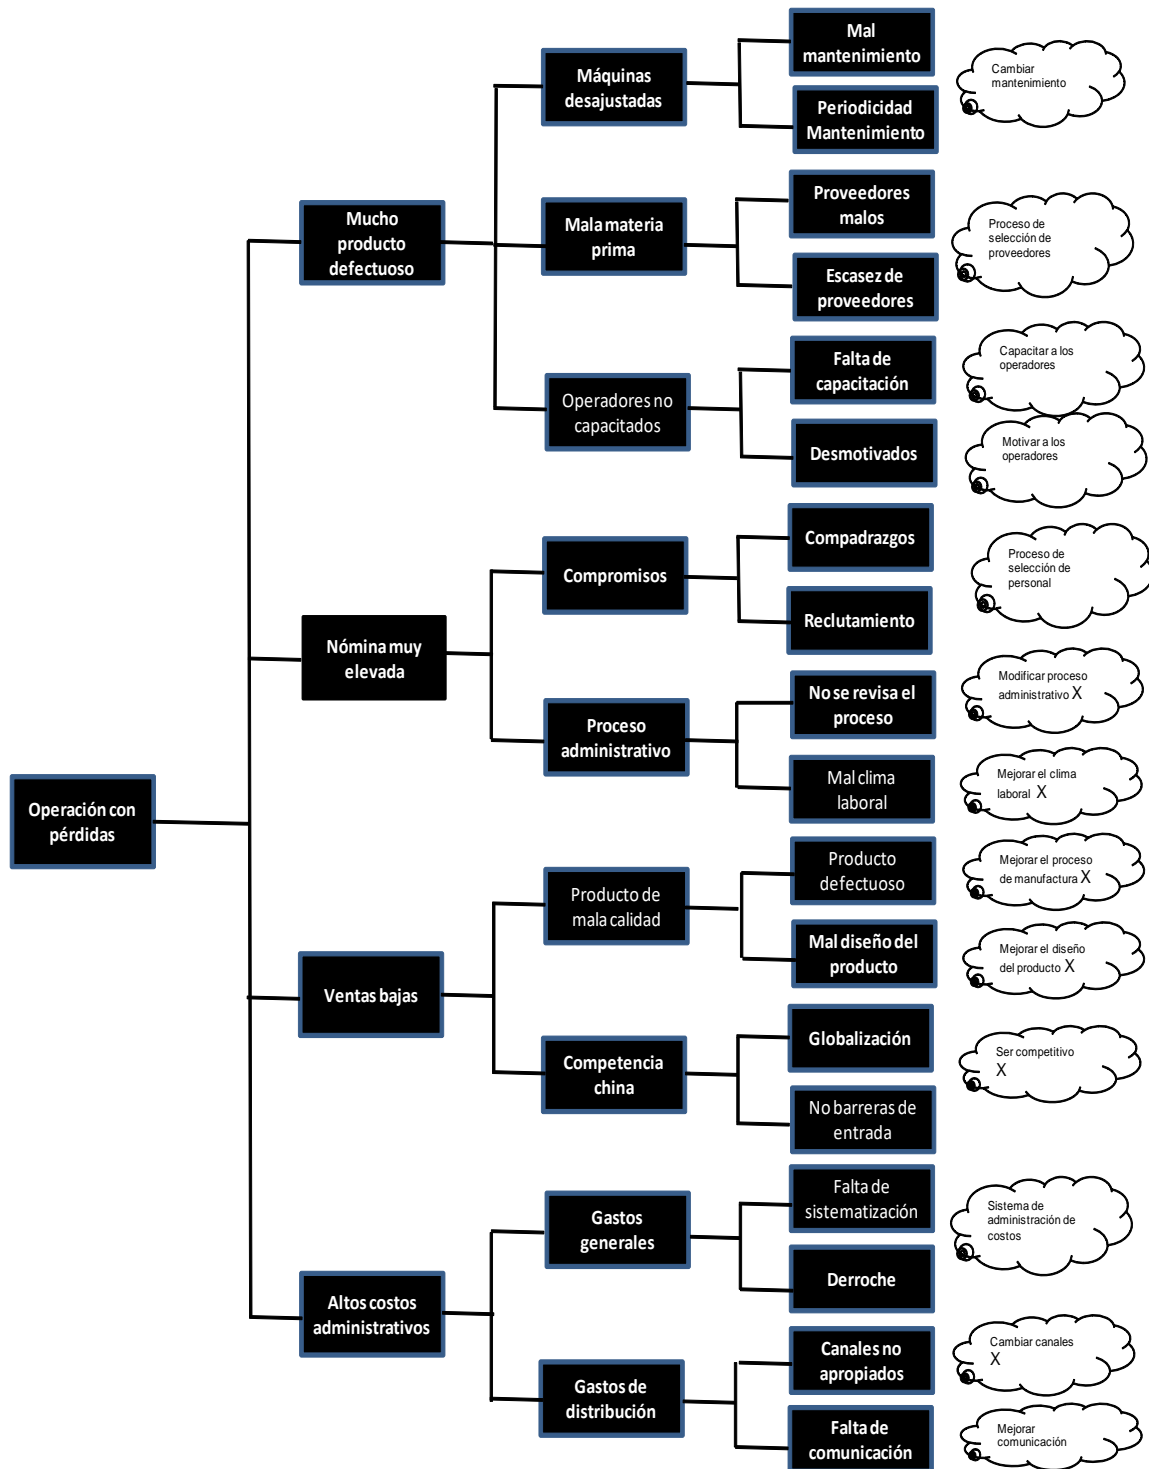 Mal
mantenimiento
Cambiar
mantenimiento
Máquinas
desajustadas
Periodicidad
Mantenimiento
Mucho
producto
defectuoso
Mala materia
prima
Proveedores
malos
Proceso de
selección de
proveedores
Escasez de
proveedores
Operadores no
capacitados
Falta de
capacitación
Capacitar a los
operadores
Desmotivados
Motivar a los
operadores
Compromisos
Compadrazgos
Proceso de
selección de
personal
Reclutamiento
Nómina muy
elevada
Proceso
administrativo
No se revisa el
proceso
Modificar proceso
administrativo X
Mal clima
laboral
Mejorar el clima
laboral X
Operación con
pérdidas
Producto de
mala calidad
Producto
defectuoso
Mejorar el proceso
de manufactura X
Mal diseño del
producto
Mejorar el diseño
del producto X
Ventas bajas
Competencia
china
Globalización
Ser competitivo
X
No barreras de
entrada
Gastos
generales
Falta de
sistematización
Sistema de
administración de
costos
Derroche
Altos costos
administrativos
Gastos de
distribución
Canales no
apropiados
Cambiar canales
X
Falta de
comunicación
Mejorar
comunicación